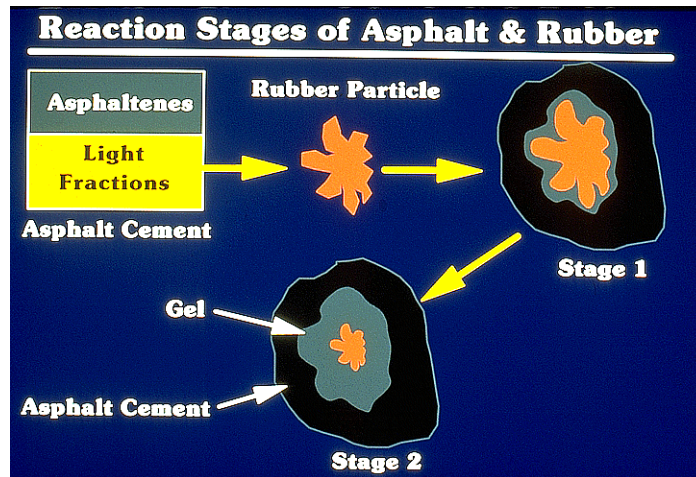 Reaction Stages of Asphalt & Rubber
Asphaltenes
Light
Fractions
Asphalt Cement
Rubber Particle
Stage 1
Gel
Asphalt Cement
Stage 2